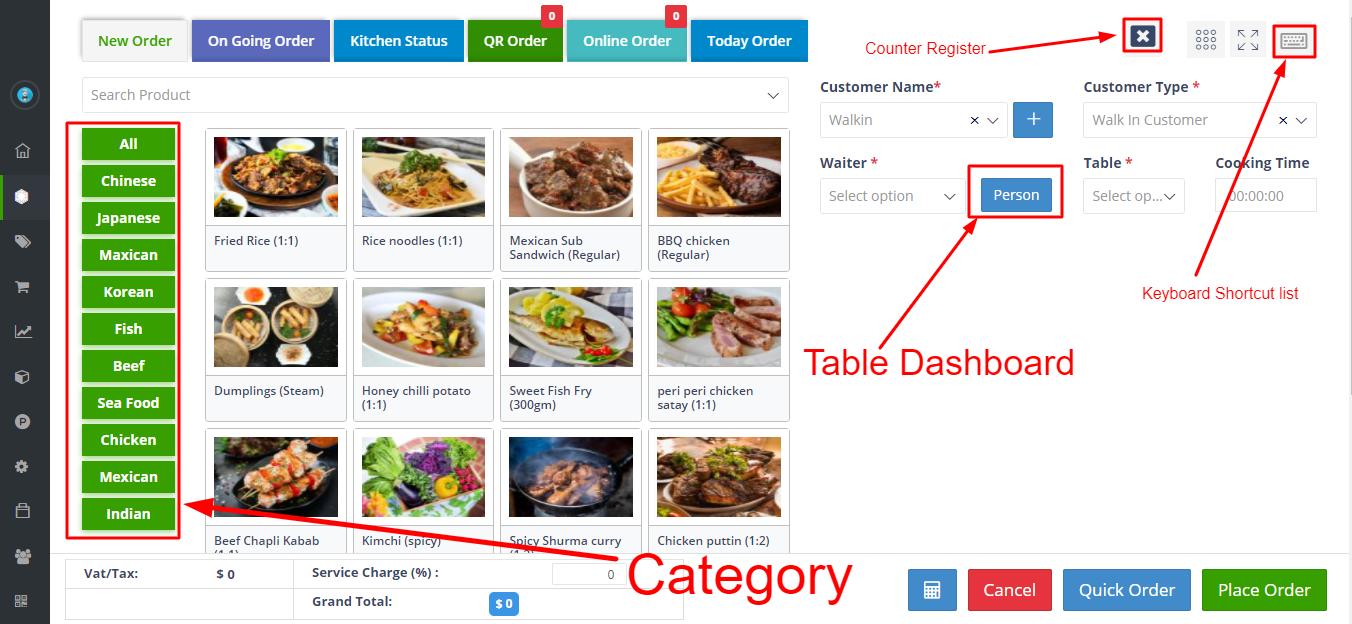 0
0
New Order
On Going Order
Kitchen Status
QR Order
Online Order
Today Order
Counter Register
Search Product
Customer Name*
Customer Type *
Walkin
+
Walk In Customer
Waiter *
Table *
Cooking Time
Select option
Person
Select op...
00:00:00
All
Chinese
Japanese
Maxican
Korean
Fish
Beef
Sea Food
Chicken
Mexican
Indian
Fried Rice (1:1)
Rice noodles (1:1)
Mexican Sub
Sandwich (Regular)
BBQ chicken
(Regular)
Keyboard Shortcut list
Table Dashboard
Dumplings (Steam)
Honey chilli potato
(1:1)
Sweet Fish Fry
(300gm)
peri peri chicken
satay (1:1)
Beef Chapli Kabab
(1:1)
Kimchi (spicy)
Spicy Shurma curry
(1:2)
Chicken puttin (1:2)
Category
P
Vat/Tax:
$ 0
Service Charge (%) :
0
Grand Total:
$ 0
Cancel
Quick Order
Place Order